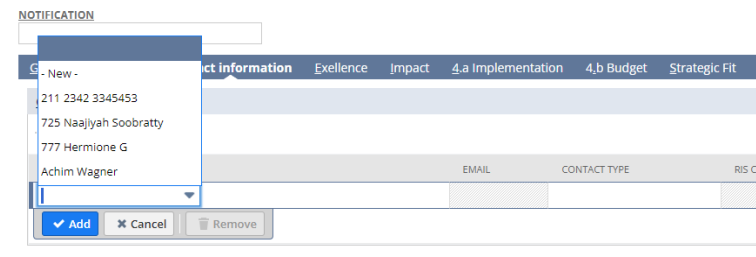 NOTIFICATION
ct information Exellence Impact 4.a Implementation 4.b Budget Strategic Fit
- New -
211 2342 3345453
725 Naajiyah Soobratty
777 Hermione G
Achim Wagner
EMAIL CONTACT TYPE RIS C
Add Cancel Remove